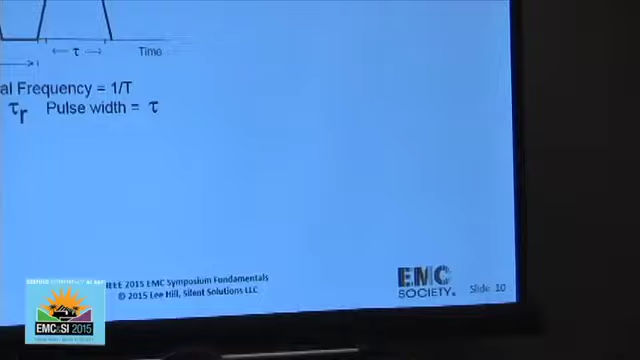 τ
Time
al Frequency = 1/T
τr Pulse width = τ
IEEE 2015 EMC Symposium Fundamentals
© 2015 Lee Hill, Silent Solutions LLC
EMC
SOCIETY
Slide 10
EMC&SI 2015